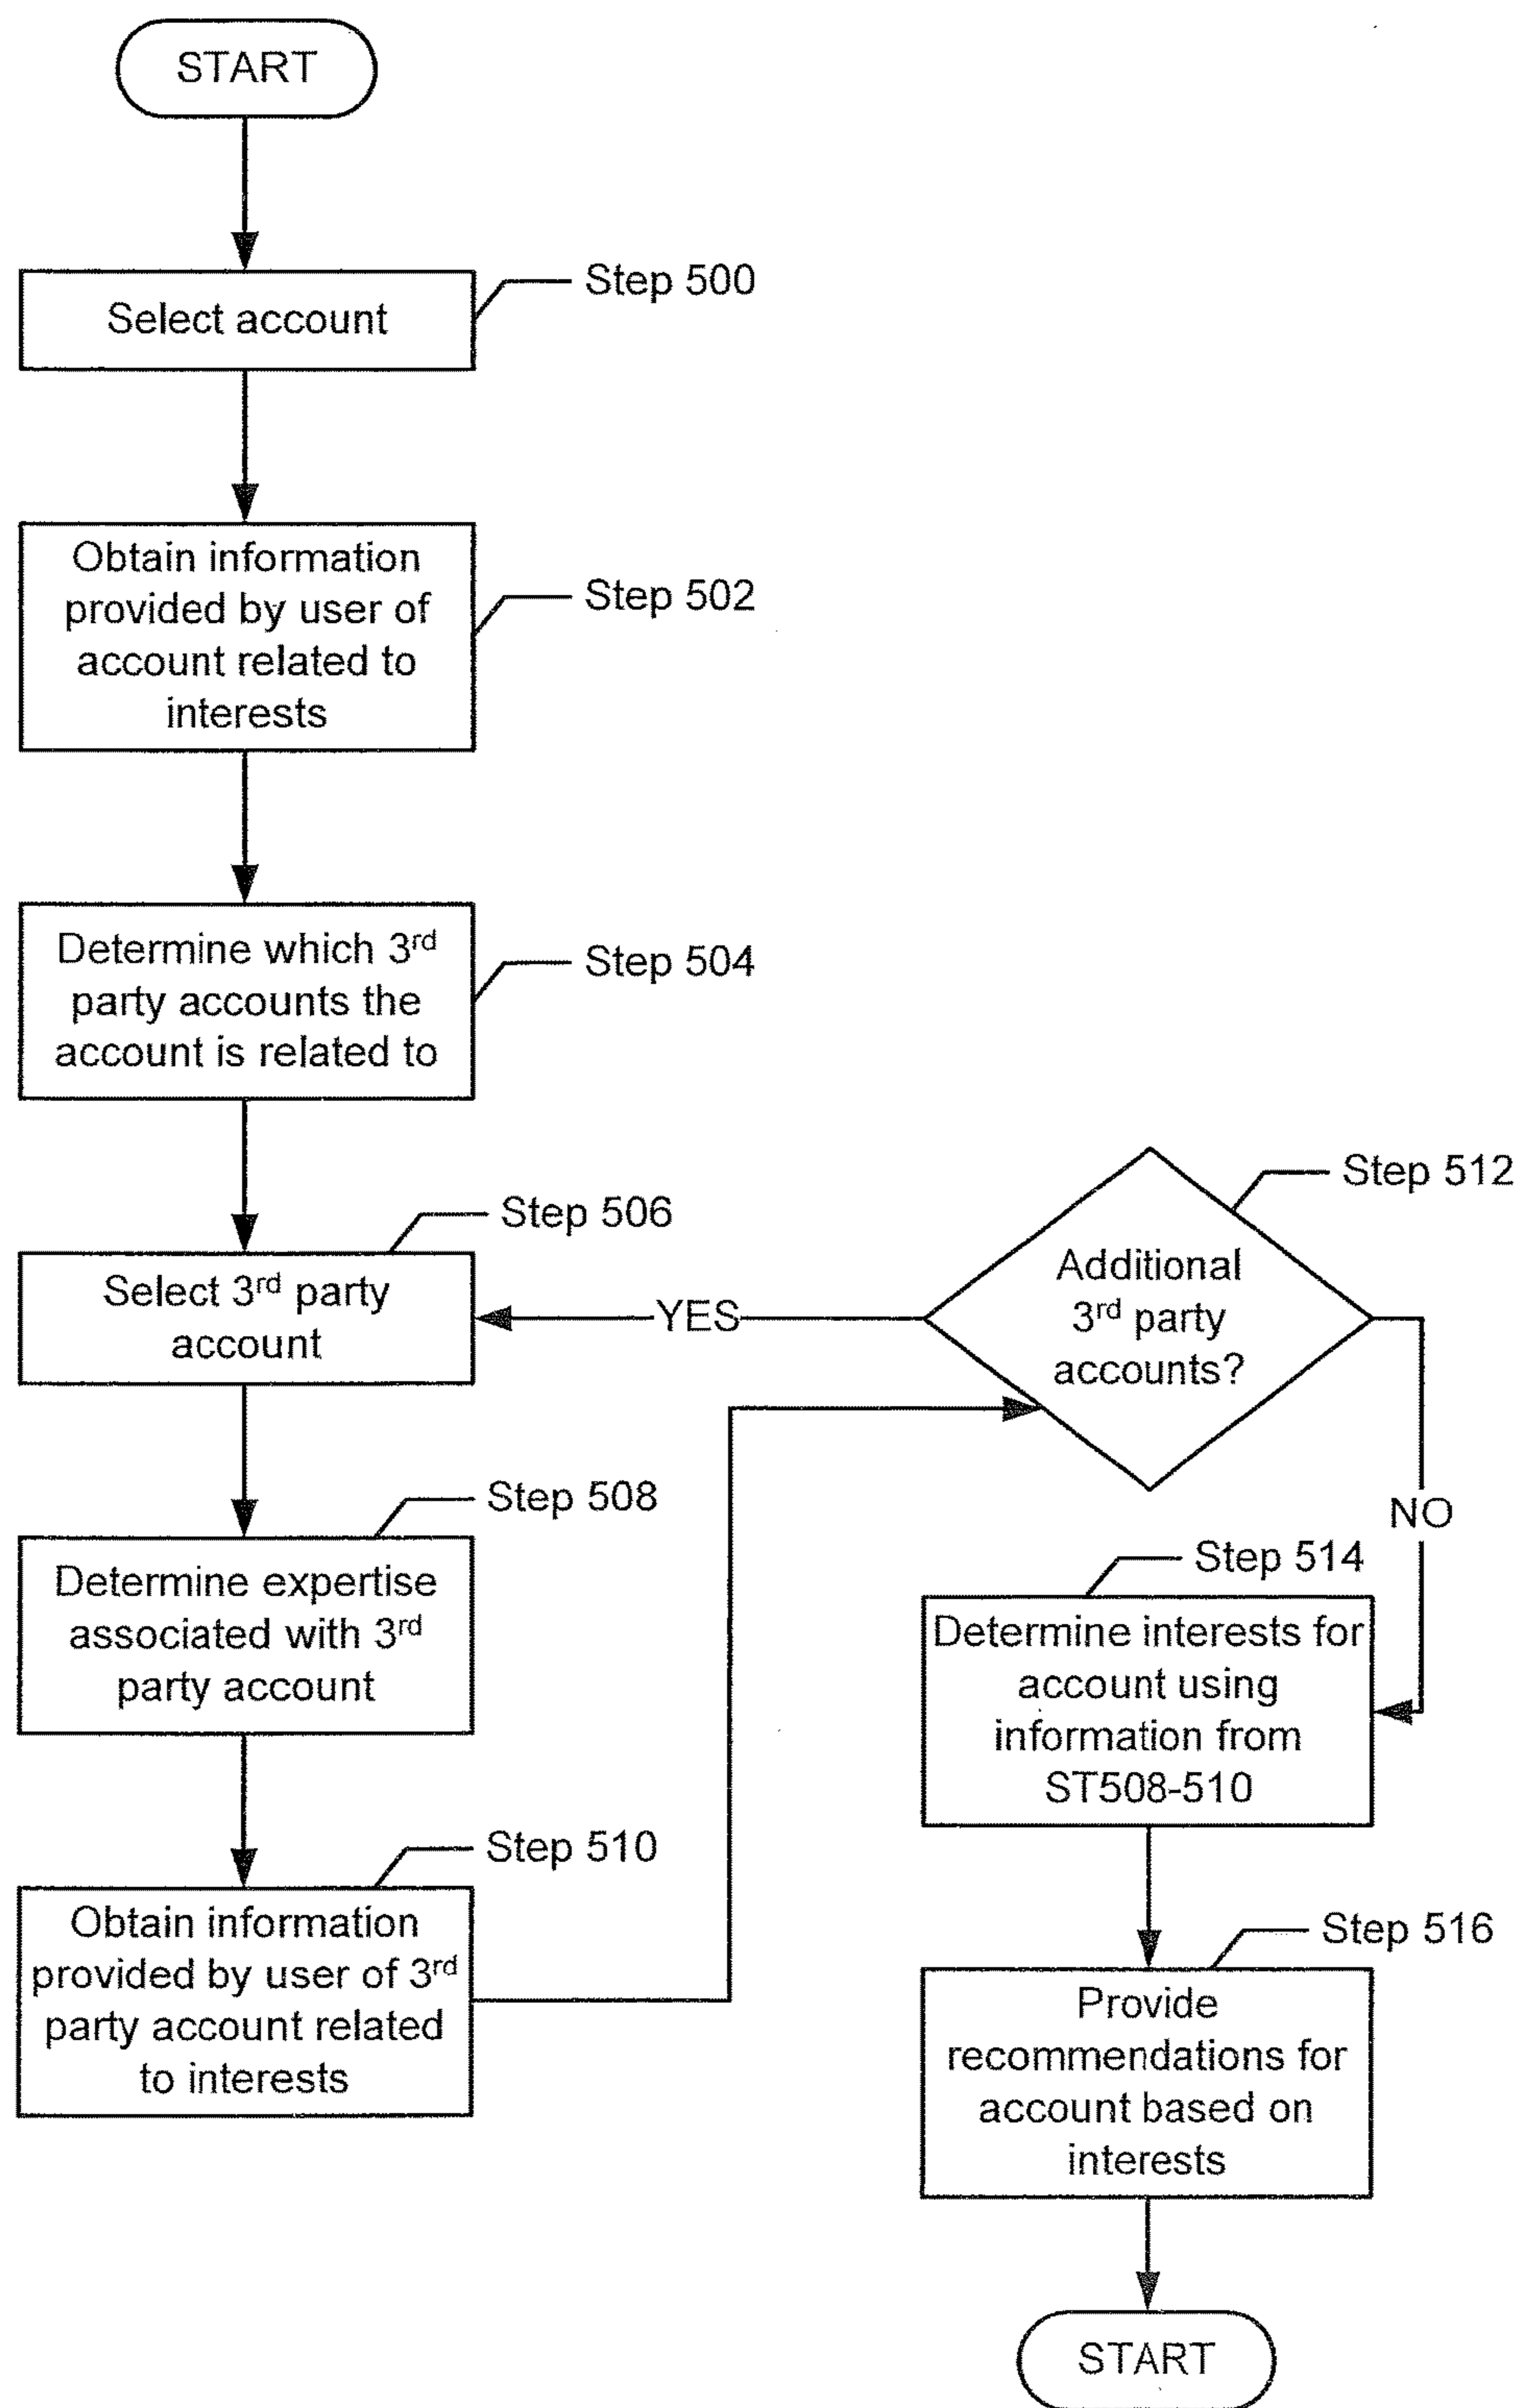 START
Select account
Step 500
Obtain information
provided by user of
account related to
interests
Step 502
Determine which 3rd
party accounts the
account is related to
Step 504
Step 506
Select 3rd party
account
Step 508
Determine expertise
associated with 3rd
party account
Step 510
Obtain information
provided by user of 3rd
party account related
to interests
Step 512
Additional
3rd party
accounts?
YES
NO
Step 514
Determine interests for
account using
information from
ST508-510
Step 516
Provide
recommendations for
account based on
interests
START